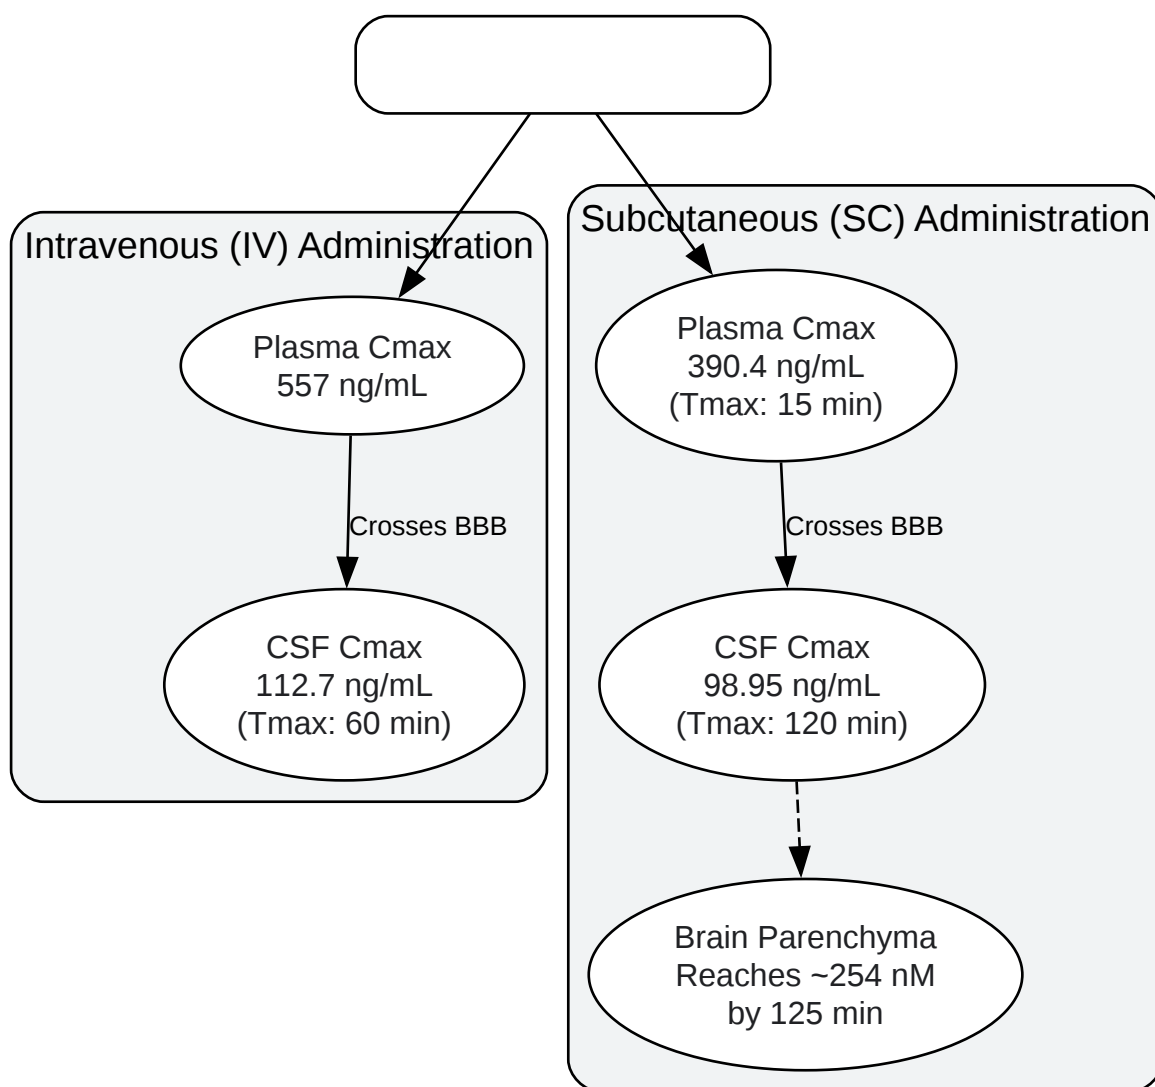 Intravenous (IV) Administration
Plasma Cmax
557 ng/mL
Crosses BBB
CSF Cmax
112.7 ng/mL
(Tmax: 60 min)
Subcutaneous (SC) Administration
Plasma Cmax
390.4 ng/mL
(Tmax: 15 min)
Crosses BBB
CSF Cmax
98.95 ng/mL
(Tmax: 120 min)
Brain Parenchyma
Reaches ~254 nM
by 125 min